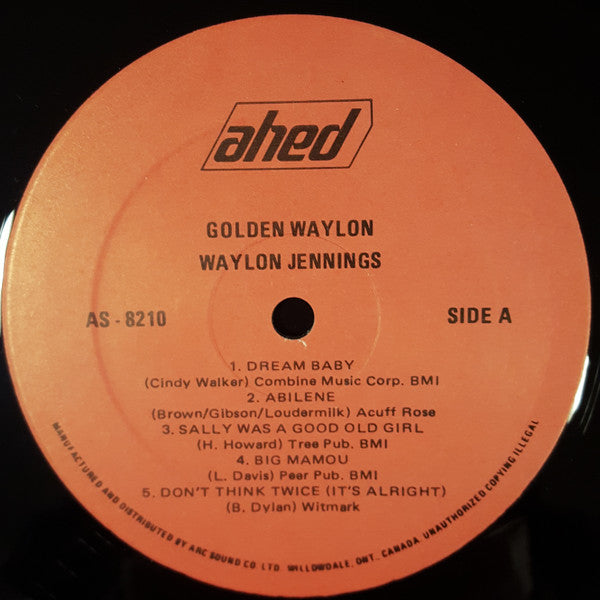 ahed
GOLDEN WAYLON
WAYLON JENNINGS
AS - 8210
SIDE A
1. DREAM BABY
(Cindy Walker) Combine Music Corp. BMI
2. ABILENE
(Brown/Gibson/Loudermilk) Acuff Rose
3. SALLY WAS A GOOD OLD GIRL
(H. Howard) Tree Pub. BMI
4. BIG MAMOU
(L. Davis) Peer Pub. BMI
5. DON'T THINK TWICE (IT'S ALRIGHT)
(B. Dylan) Witmark
MANUFACTURED AND DISTRIBUTED BY ARC SOUND CO. LTD. WILLOWDALE, ONT., CANADA. UNAUTHORIZED COPYING ILLEGAL